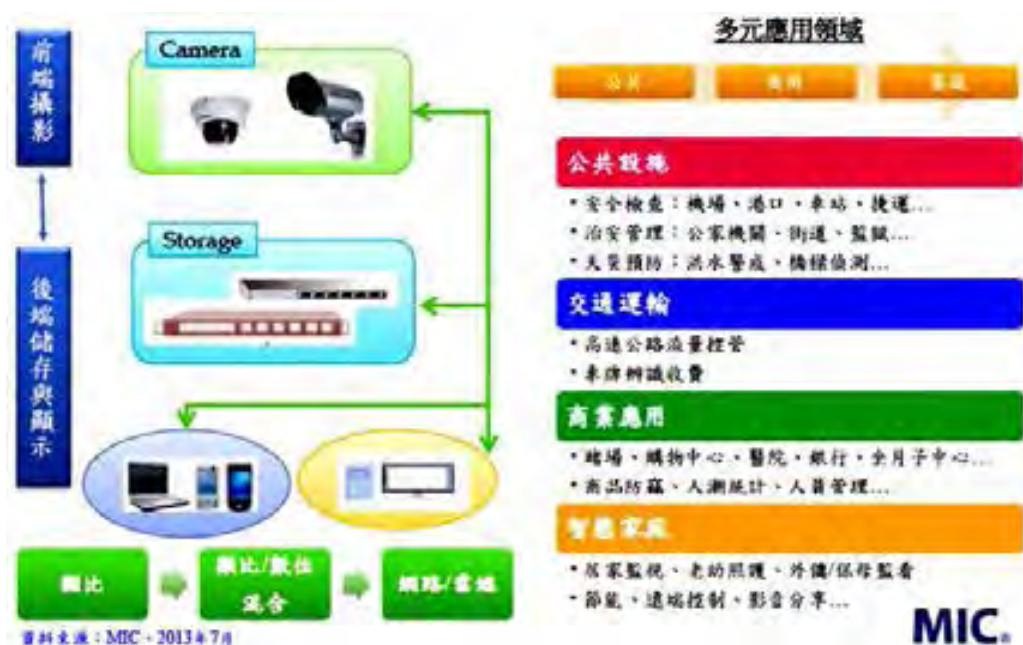 前端攝影
Camera
後端儲存與顯示
Storage
類比
類比/數位
混合
網路/雲端
資料來源：MIC，2013年7月
多元應用領域
公共
商用
家庭
公共設施
•安全檢查：機場、港口、車站、捷運...
•治安管理：公家機關、街道、監獄...
•天災預防：洪水警戒、橋樑偵測...
交通運輸
•高速公路流量控管
•車牌辨識收費
商業應用
•賭場、購物中心、醫院、銀行、坐月子中心...
•商品防竊、人潮統計、人員管理...
智慧家庭
•居家監視、老幼照護、外傭/保母監看
•節能、遠端控制、影音分享...
MIC